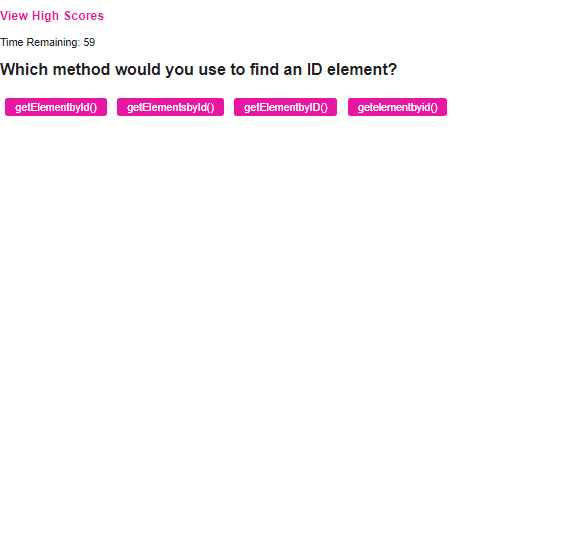 View High Scores
Time Remaining: 59
Which method would you use to find an ID element?
getElementbyId() getElementsbyId() getElementbyID() getelementbyid()